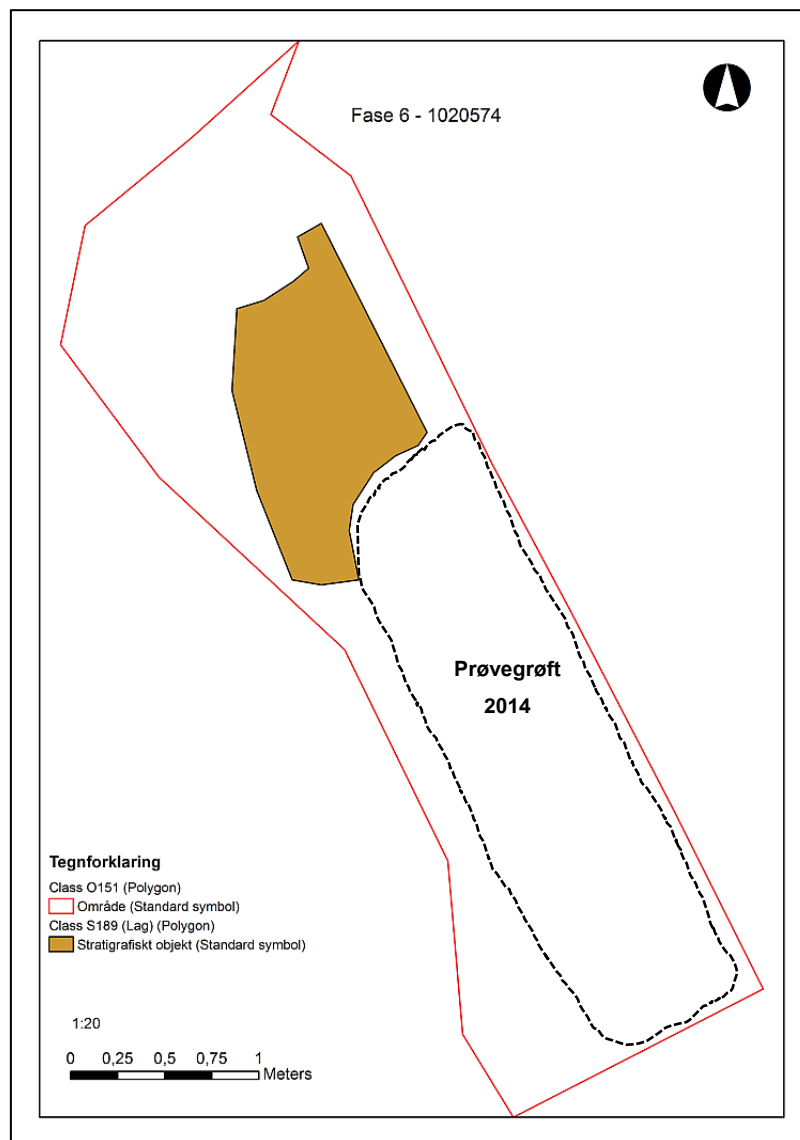 Fase 6 - 1020574
Prøvegrøft
2014
Tegnforklaring
Class O151 (Polygon)
Område (Standard symbol)
Class S189 (Lag) (Polygon)
Stratigrafiskt objekt (Standard symbol)
1:20
0 0,25 0,5 0,75 1
Meters